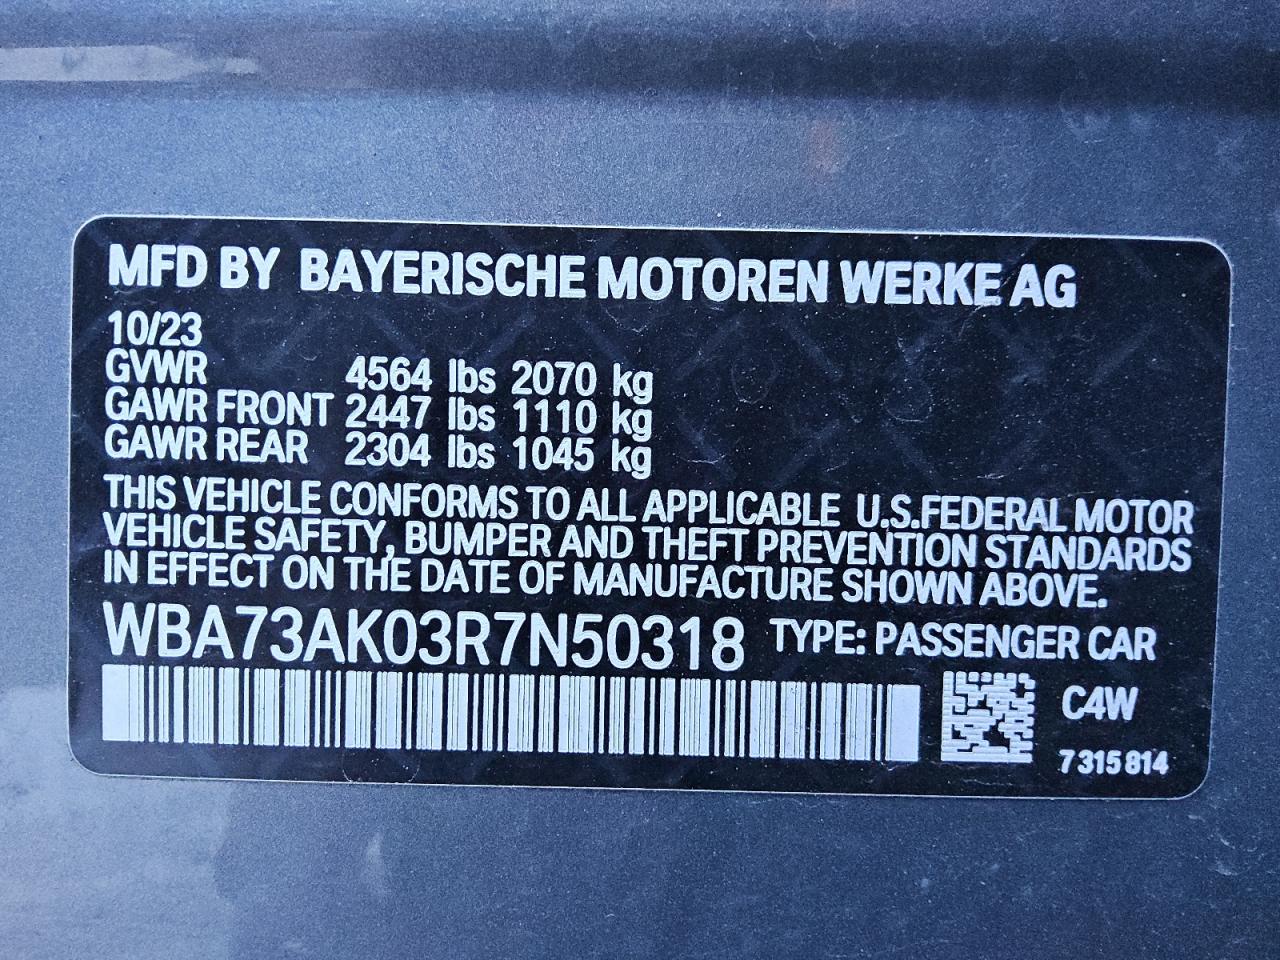 MFD BY BAYERISCHE MOTOREN WERKE AG
10/23
GVWR 4564 lbs 2070 kg
GAWR FRONT 2447 lbs 1110 kg
GAWR REAR 2304 lbs 1045 kg
THIS VEHICLE CONFORMS TO ALL APPLICABLE U.S.FEDERAL MOTOR
VEHICLE SAFETY, BUMPER AND THEFT PREVENTION STANDARDS
IN EFFECT ON THE DATE OF MANUFACTURE SHOWN ABOVE.
WBA73AK03R7N50318 TYPE: PASSENGER CAR
C4W
7 315 814